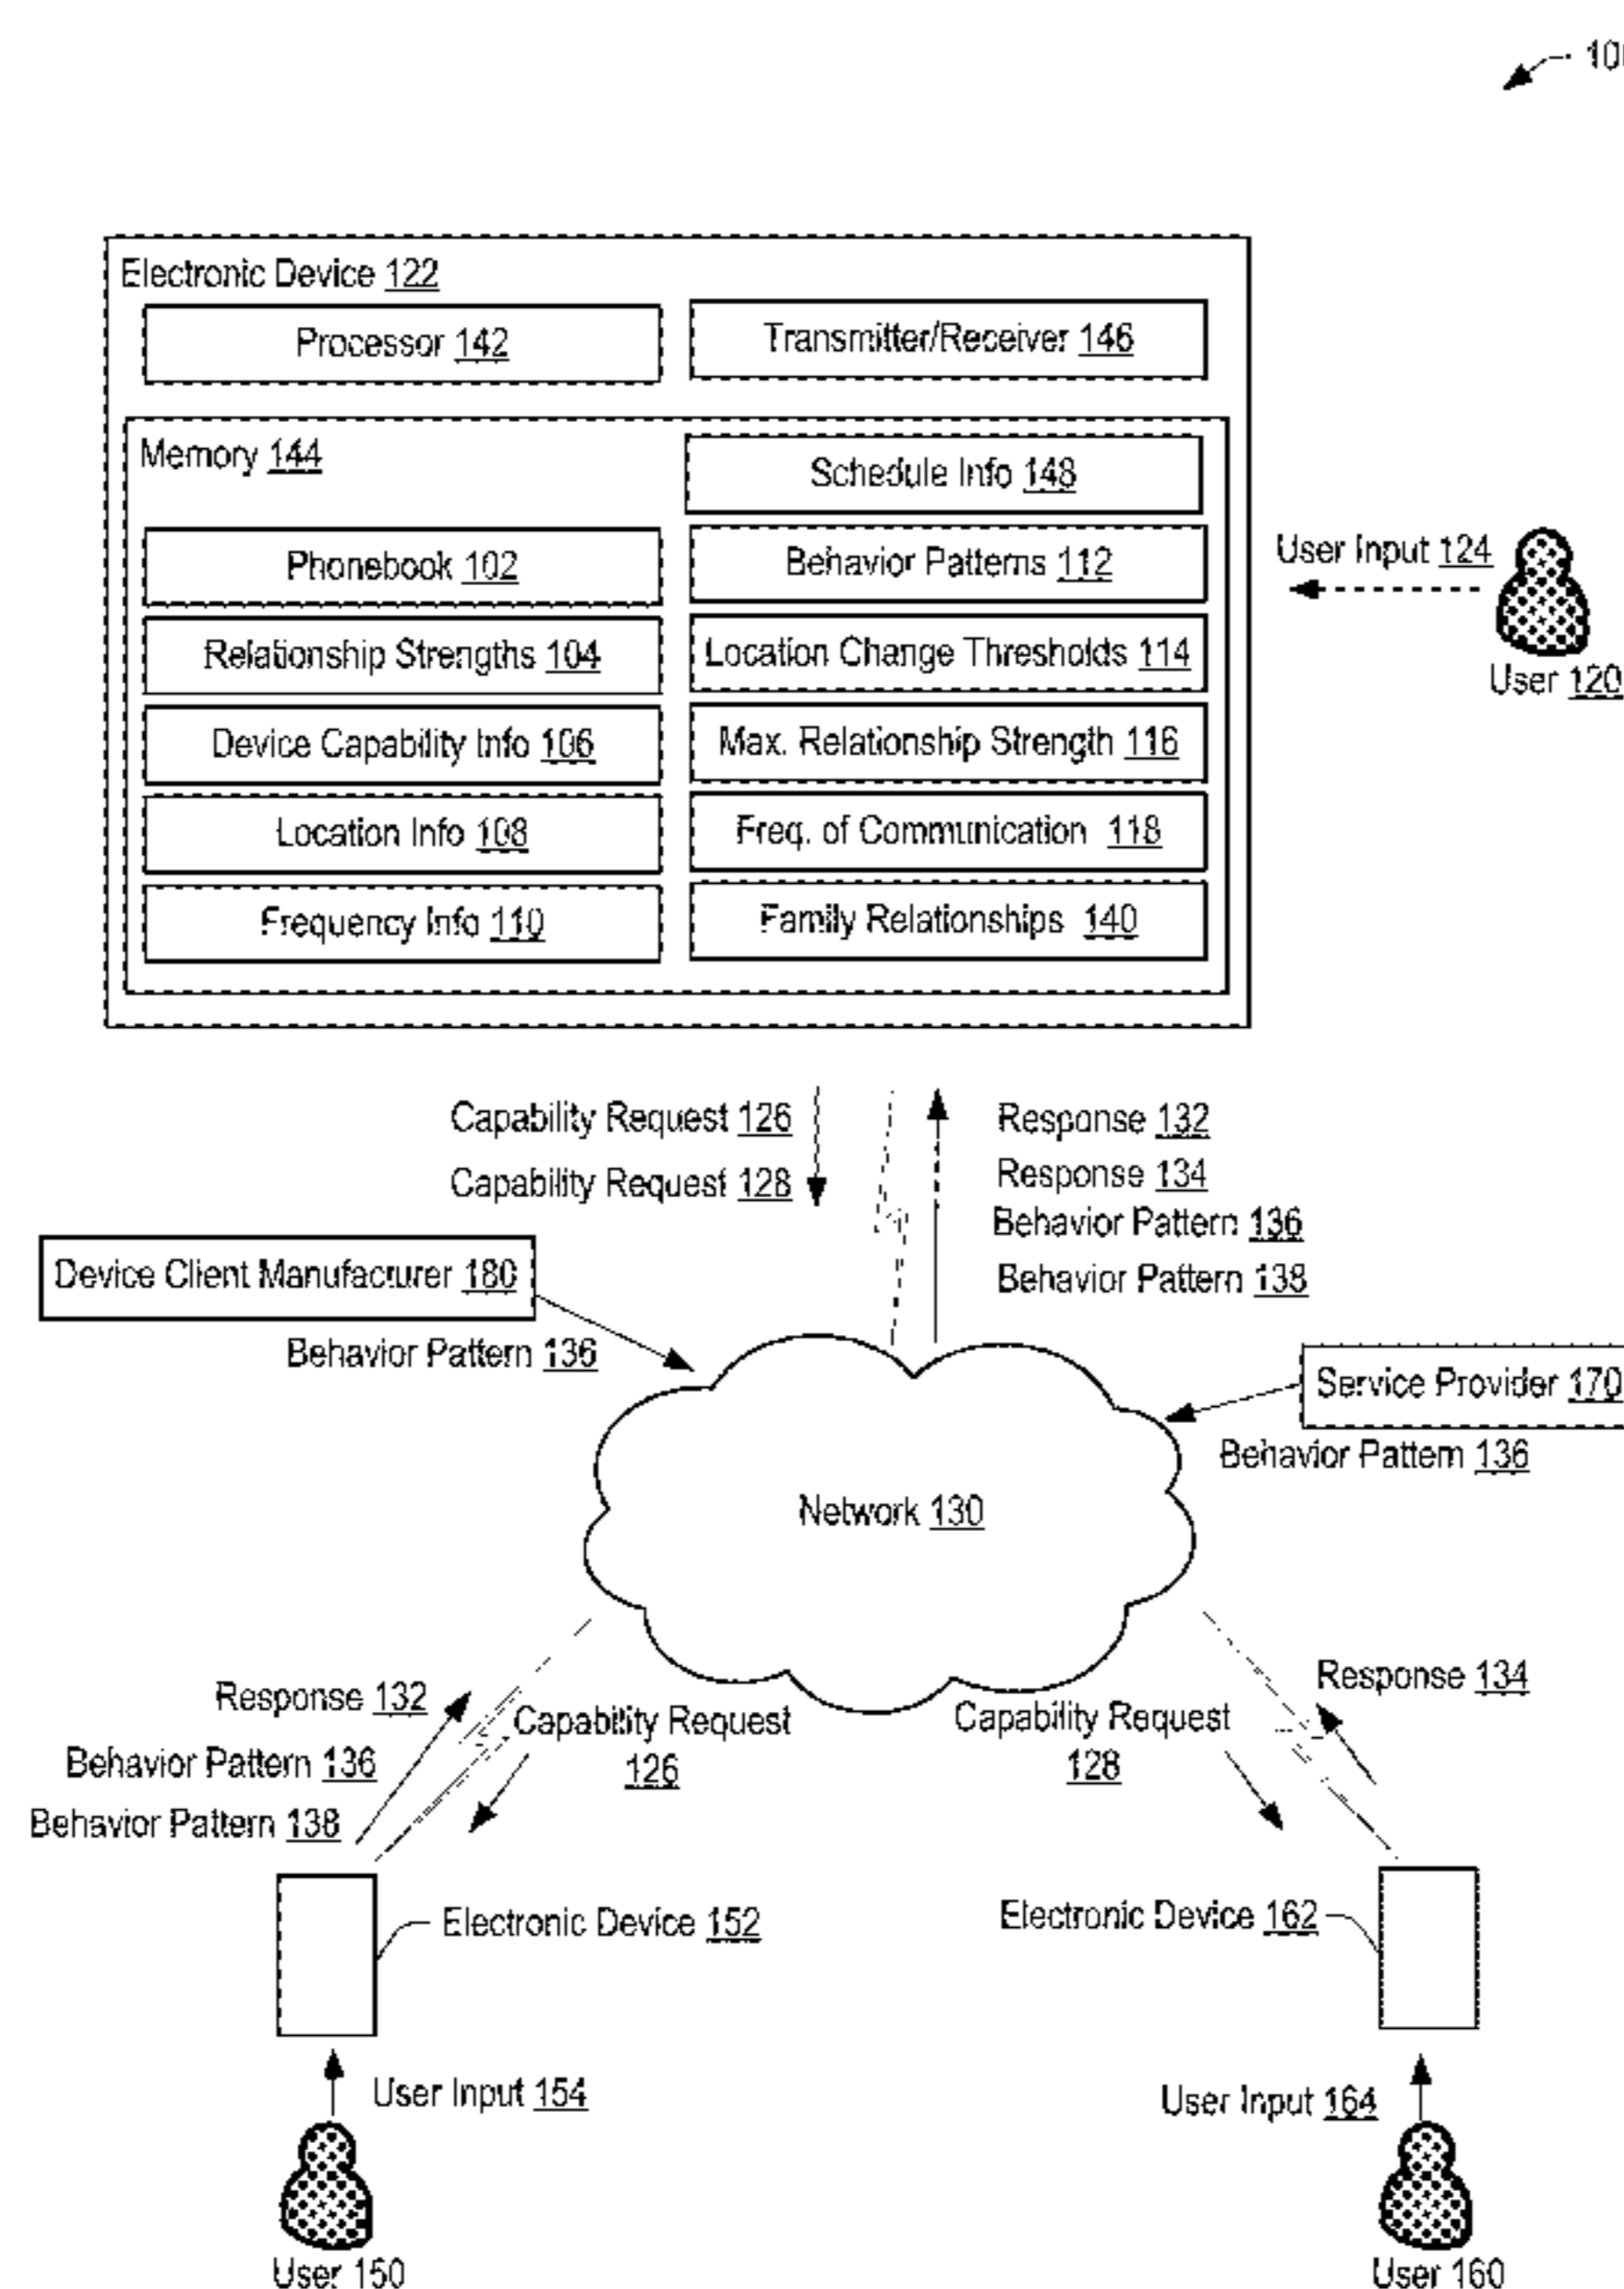 10
Electronic Device 122
Processor 142
Transmitter/Receiver 146
Memory 144
Schedule Info 148
Phonebook 102
Behavior Patterns 112
Relationship Strengths 104
Location Change Thresholds 114
Device Capability Info 106
Max. Relationship Strength 116
Location Info 108
Freq. of Communication 118
Frequency Info 110
Family Relationships 140
User Input 124
User 120
Capability Request 126
Capability Request 128
Response 132
Response 134
Behavior Pattern 136
Behavior Pattern 138
Device Client Manufacturer 180
Behavior Pattern 136
Service Provider 170
Behavior Pattern 136
Network 130
Response 132
Behavior Pattern 136
Behavior Pattern 138
Capability Request
126
Capability Request
128
Response 134
Electronic Device 152
Electronic Device 162
User Input 154
User Input 164
User 150
User 160